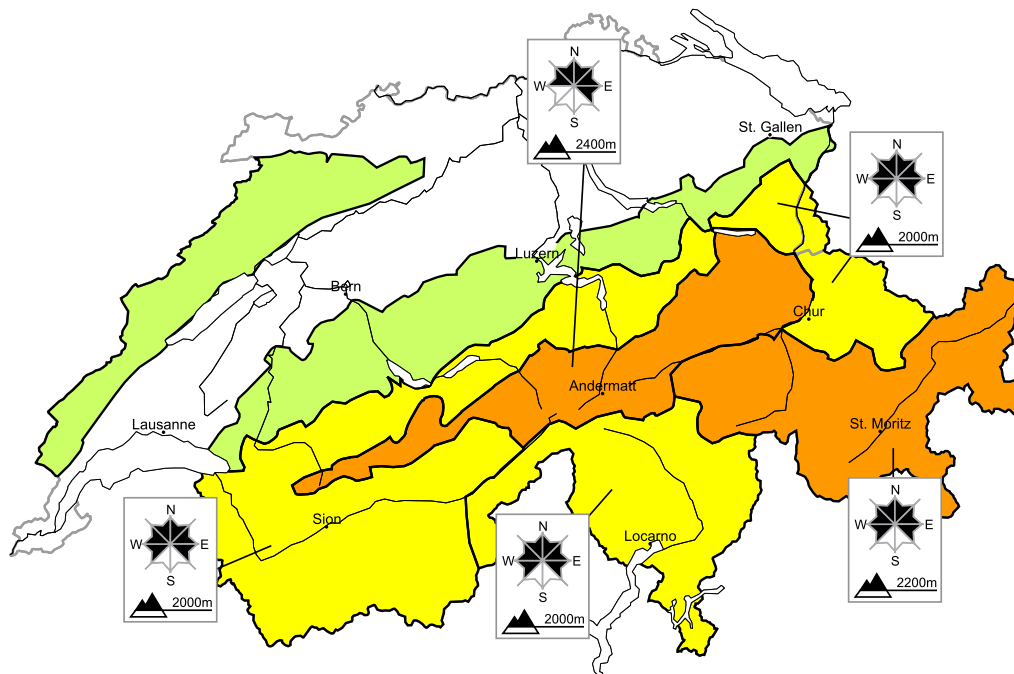 N
W E
S
2400m
St. Gallen
N
W E
S
2000m
Luzern
Bern
Chur
Andermatt
Lausanne
St. Moritz
N
W E
S
2200m
N
W E
S
2000m
Sion
N
W E
S
2000m
Locarno